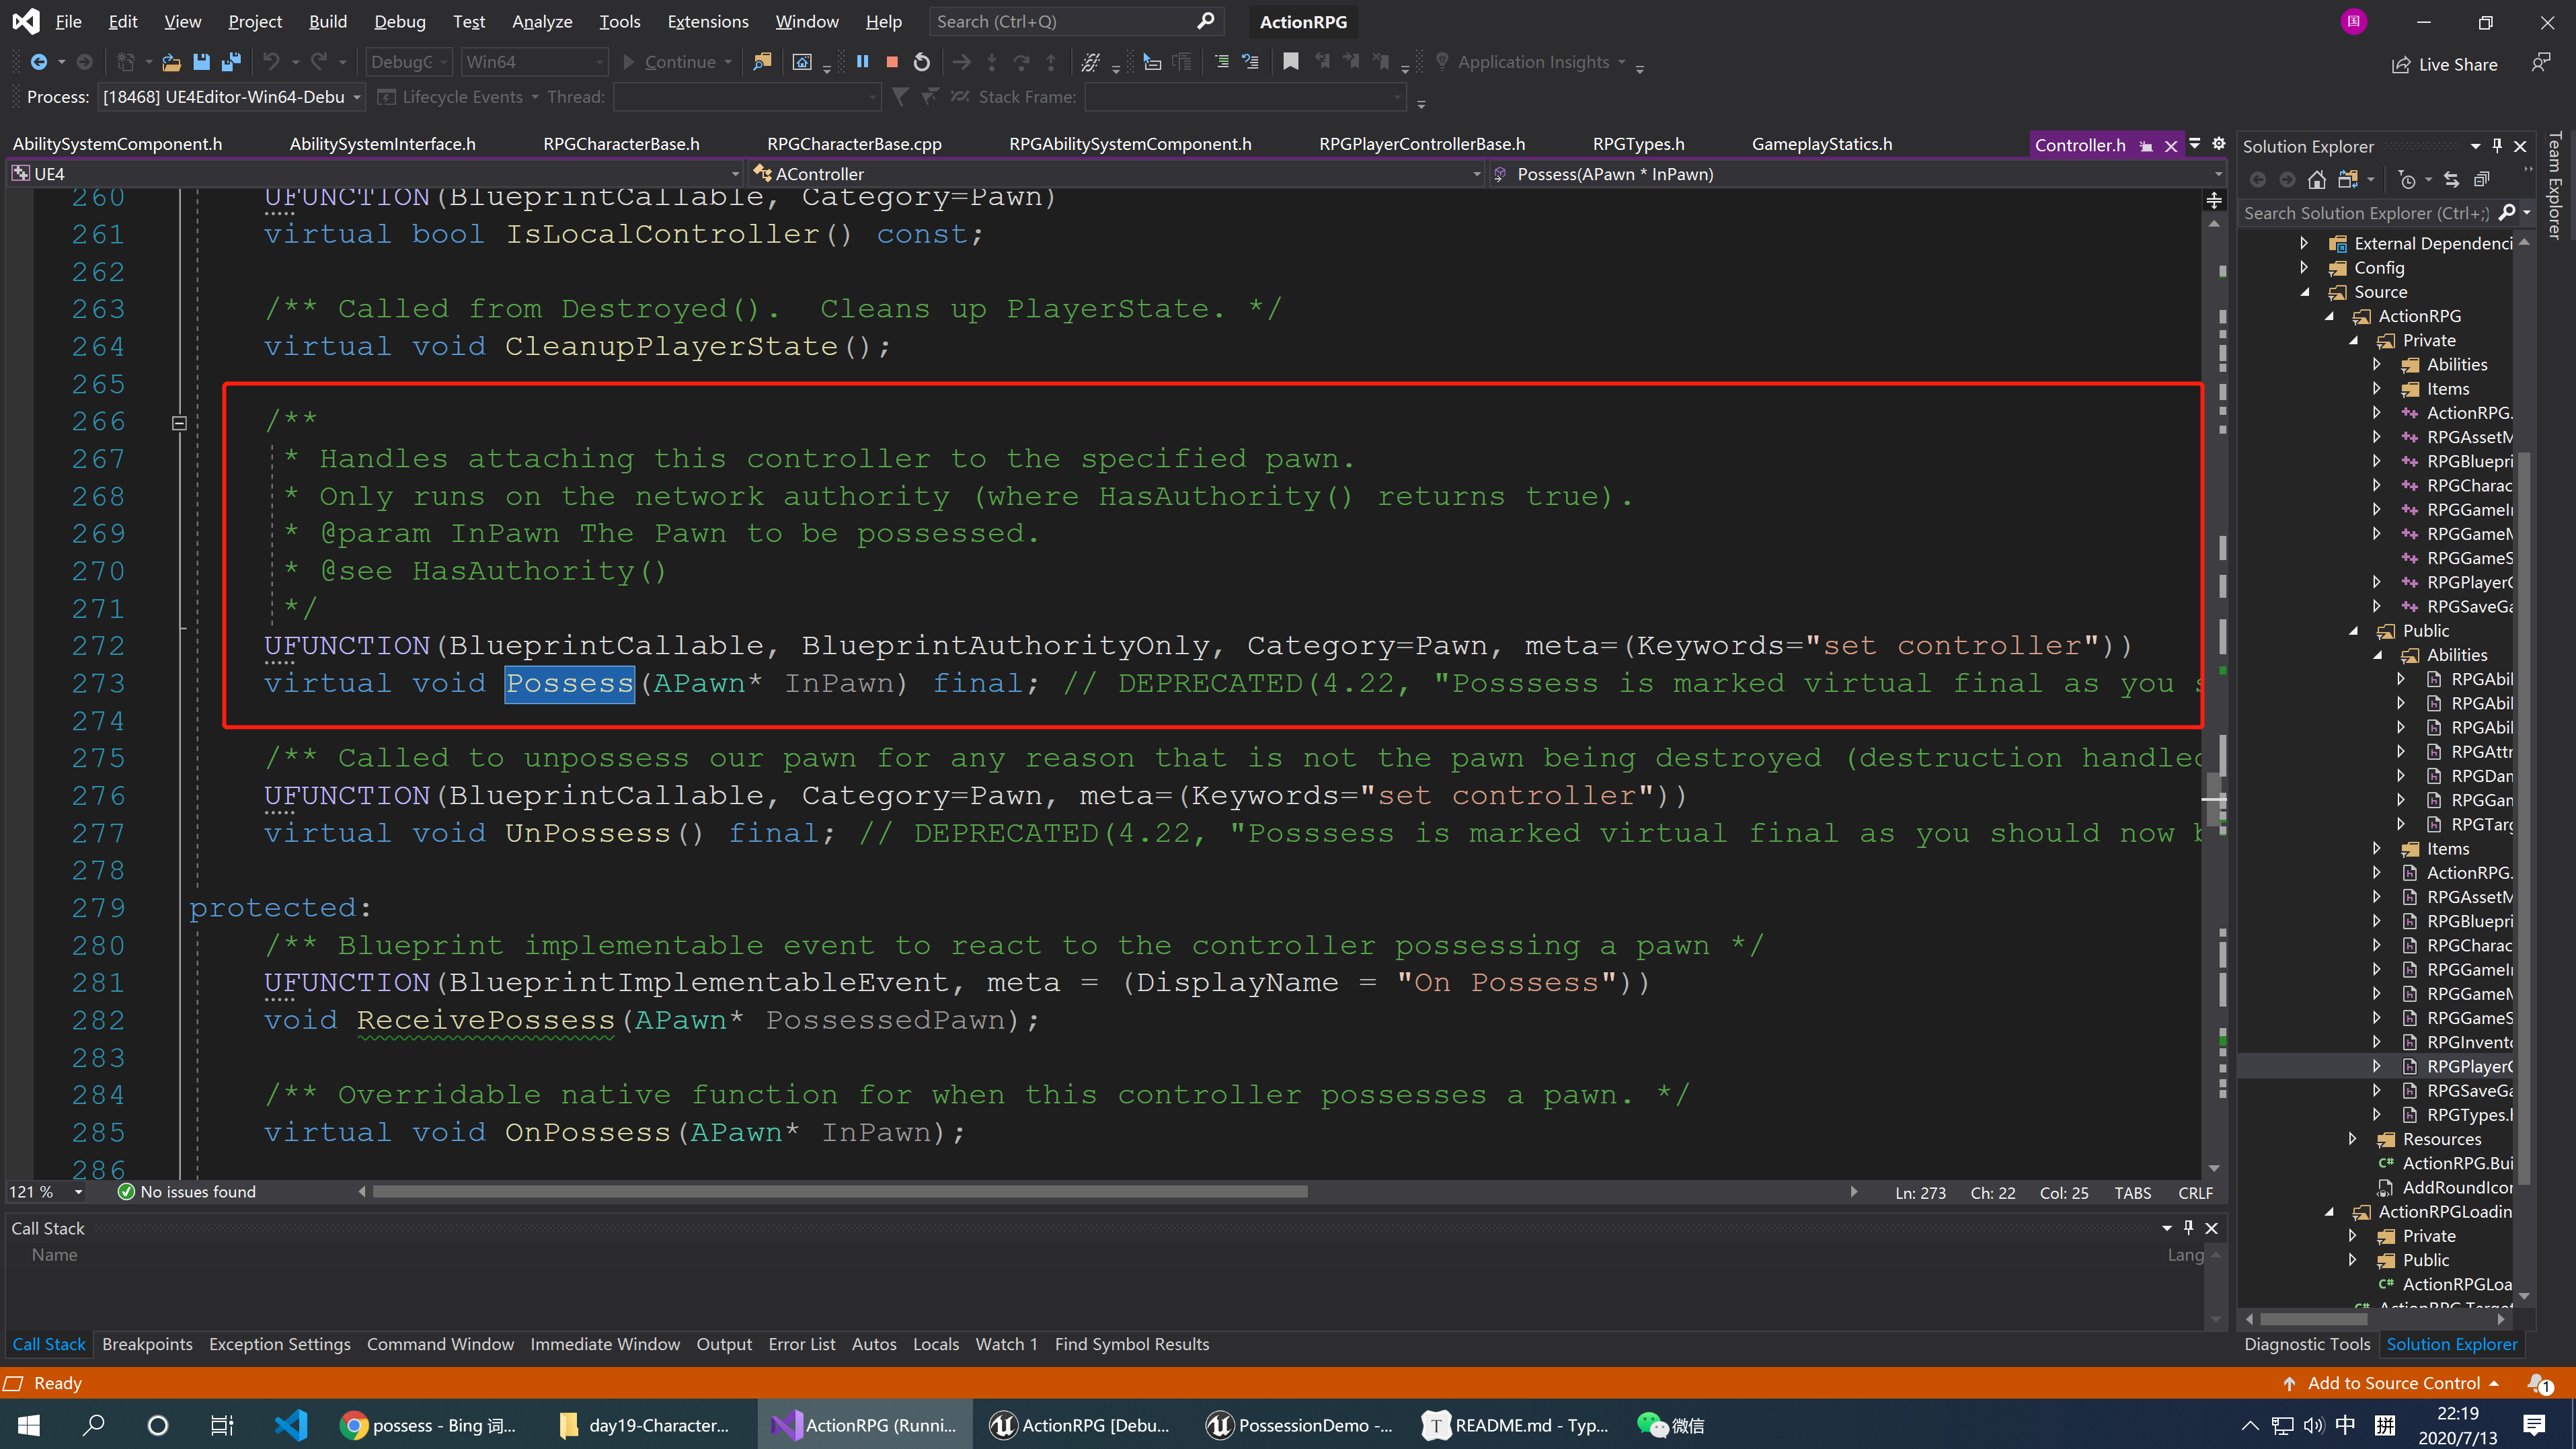 File Edit View Project Build Debug Test Analyze Tools Extensions Window Help Search (Ctrl+Q) ActionRPG 国
Win64 Continue Application Insights Live Share
Process: [18468] UE4Editor-Win64-Debu Lifecycle Events Thread: Stack Frame:
AbilitySystemComponent.h AbilitySystemInterface.h RPGCharacterBase.h RPGCharacterBase.cpp RPGAbilitySystemComponent.h RPGPlayerControllerBase.h RPGTypes.h GameplayStatics.h Controller.h
UE4 AController Possess(APawn * InPawn)
260 UFUNCTION(BlueprintCallable, Category=Pawn)
261 virtual bool IsLocalController() const;
262
263 /** Called from Destroyed().  Cleans up PlayerState. */
264 virtual void CleanupPlayerState();
265
266 /**
267 * Handles attaching this controller to the specified pawn.
268 * Only runs on the network authority (where HasAuthority() returns true).
269 * @param InPawn The Pawn to be possessed.
270 * @see HasAuthority()
271 */
272 UFUNCTION(BlueprintCallable, BlueprintAuthorityOnly, Category=Pawn, meta=(Keywords="set controller"))
273 virtual void Possess(APawn* InPawn) final; // DEPRECATED(4.22, "Posssess is marked virtual final as you s
274
275 /** Called to unpossess our pawn for any reason that is not the pawn being destroyed (destruction handled
276 UFUNCTION(BlueprintCallable, Category=Pawn, meta=(Keywords="set controller"))
277 virtual void UnPossess() final; // DEPRECATED(4.22, "Posssess is marked virtual final as you should now b
278
279 protected:
280 /** Blueprint implementable event to react to the controller possessing a pawn */
281 UFUNCTION(BlueprintImplementableEvent, meta = (DisplayName = "On Possess"))
282 void ReceivePossess(APawn* PossessedPawn);
283
284 /** Overridable native function for when this controller possesses a pawn. */
285 virtual void OnPossess(APawn* InPawn);
286
121 % No issues found Ln: 273 Ch: 22 Col: 25 TABS CRLF
Call Stack
Name Lang
Call Stack Breakpoints Exception Settings Command Window Immediate Window Output Error List Autos Locals Watch 1 Find Symbol Results
Solution Explorer
Search Solution Explorer (Ctrl+;)
External Dependenci
Config
Source
ActionRPG
Private
Abilities
Items
ActionRPG.
RPGAssetM
RPGBluepri
RPGCharac
RPGGameIn
RPGGameM
RPGGameS
RPGPlayerC
RPGSaveGa
Public
Abilities
RPGAbil
RPGAbil
RPGAbil
RPGAttr
RPGDam
RPGGam
RPGTarg
Items
ActionRPG.
RPGAssetM
RPGBluepri
RPGCharac
RPGGameIn
RPGGameM
RPGGameS
RPGInvento
RPGPlayerC
RPGSaveGa
RPGTypes.h
Resources
ActionRPG.Bui
AddRoundIcon
ActionRPGLoadin
Private
Public
ActionRPGLoa
ActionRPG.Target
Diagnostic Tools Solution Explorer
Team Explorer
Ready Add to Source Control 1
possess - Bing 词... day19-Character... ActionRPG (Runni... ActionRPG [Debu... PossessionDemo -... README.md - Typ... 微信 中 拼 22:19
2020/7/13